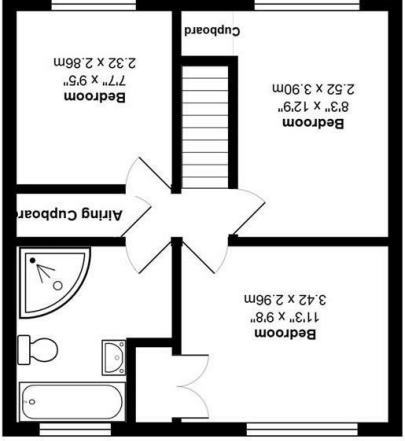 Bedroom
11'3" x 9'8"
3.42 x 2.96m
Airing Cupboard
Bedroom
8'3" x 12'9"
2.52 x 3.90m
Bedroom
7'7" x 9'5"
2.32 x 2.86m
Cupboard